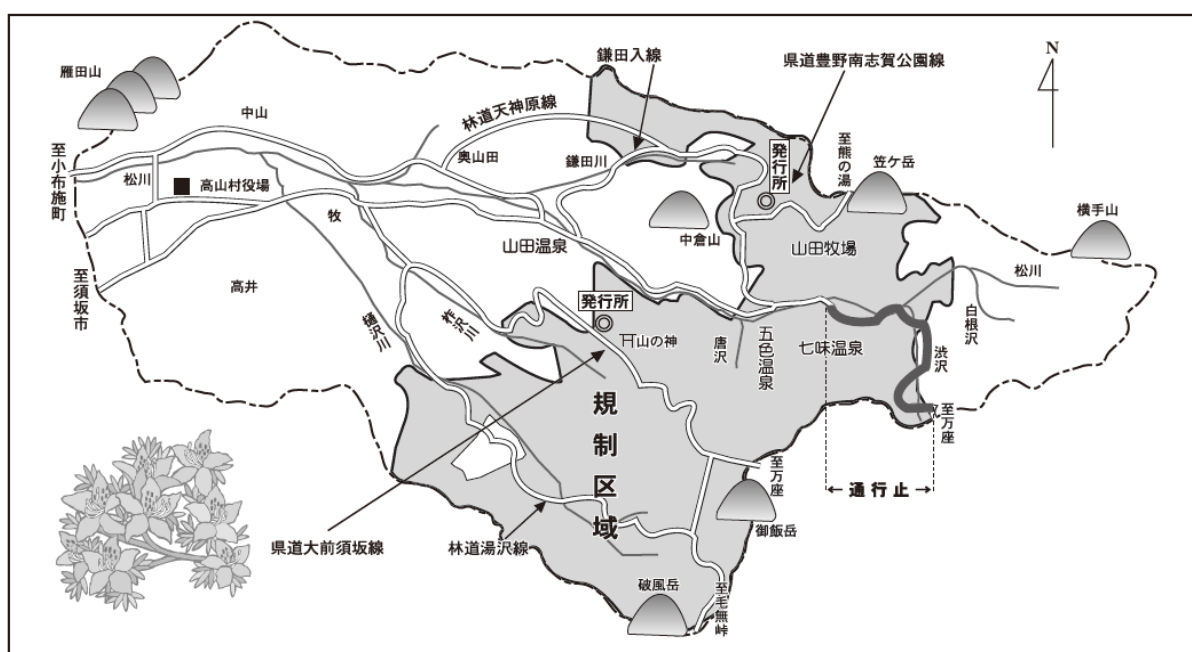 雁田山
鎌田入線
県道豊野南志賀公園線
N
中山
林道天神原線
奥山田
鎌田川
発行所
至熊の湯
笠ケ岳
至小布施町
松川
高山村役場
牧
山田温泉
中倉山
山田牧場
横手山
松川
至須坂市
高井
樋沢川
柞沢川
発行所
山の神
唐沢
五色温泉
七味温泉
渋沢
白根沢
規制区域
至万座
至万座
←通行止→
御飯岳
県道大前須坂線
林道湯沢線
破風岳
至毛無峠